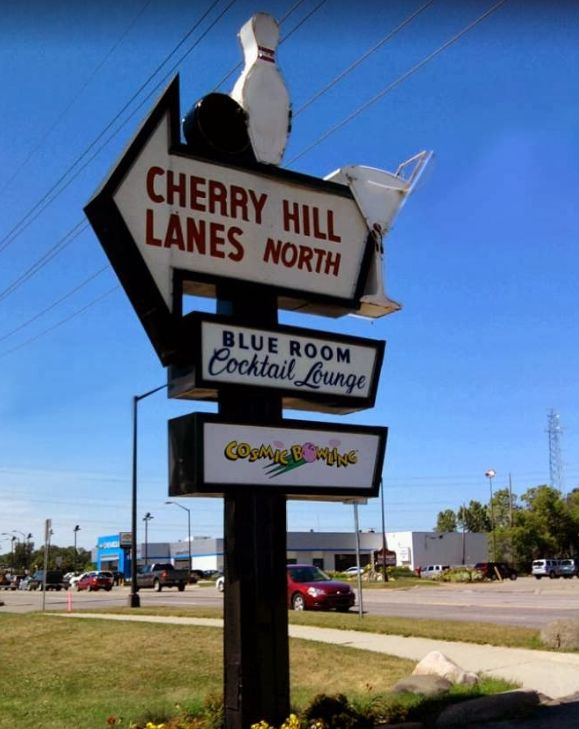 CHERRY HILL
LANES NORTH
BLUE ROOM
Cocktail Lounge
COSMIC BOWLING